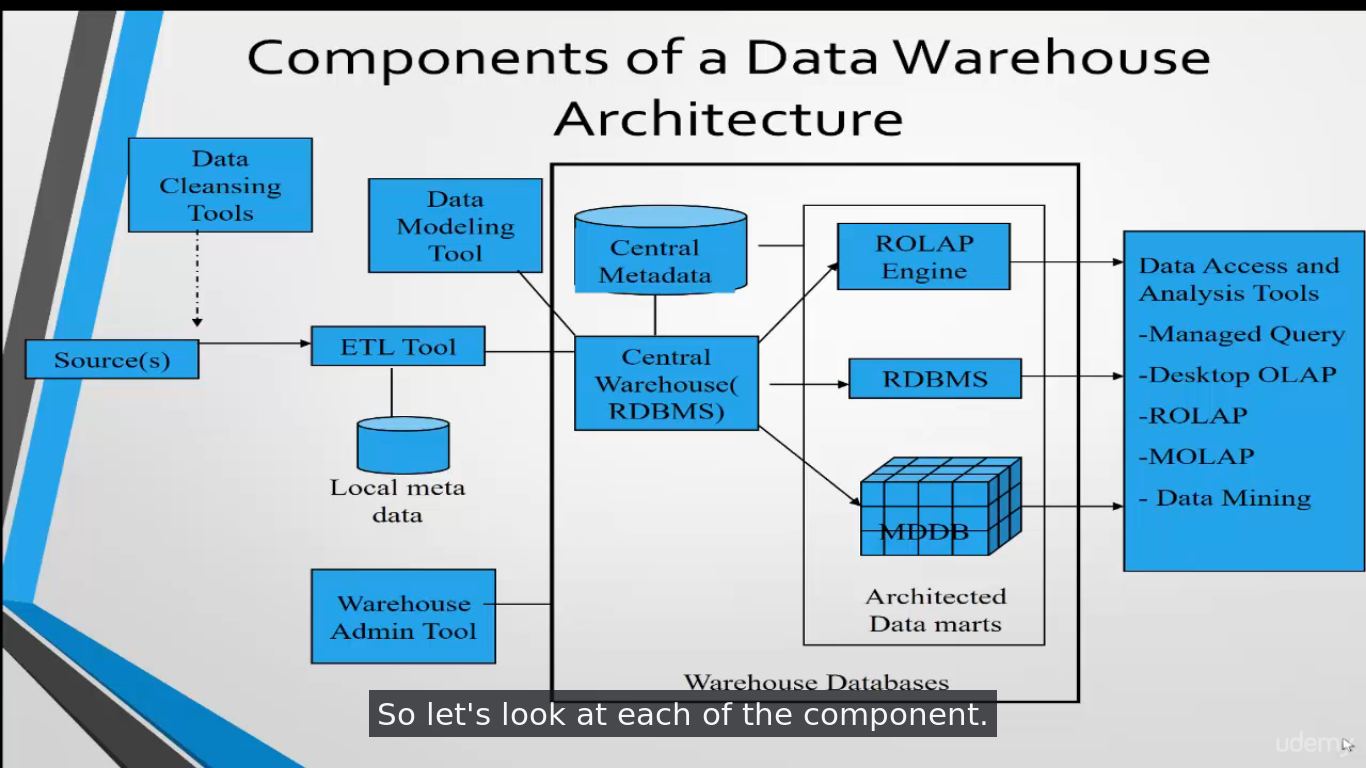 Components of a Data Warehouse
Architecture
Data
Cleansing
Tools
Data
Modeling
Tool
Central
Metadata
ROLAP
Engine
Data Access and
Analysis Tools
-Managed Query
-Desktop OLAP
-ROLAP
-MOLAP
- Data Mining
Source(s)
ETL Tool
Central
Warehouse(
RDBMS)
RDBMS
Local meta
data
MDDB
Warehouse
Admin Tool
Architected
Data marts
Warehouse Databases
So let's look at each of the component.
udemy